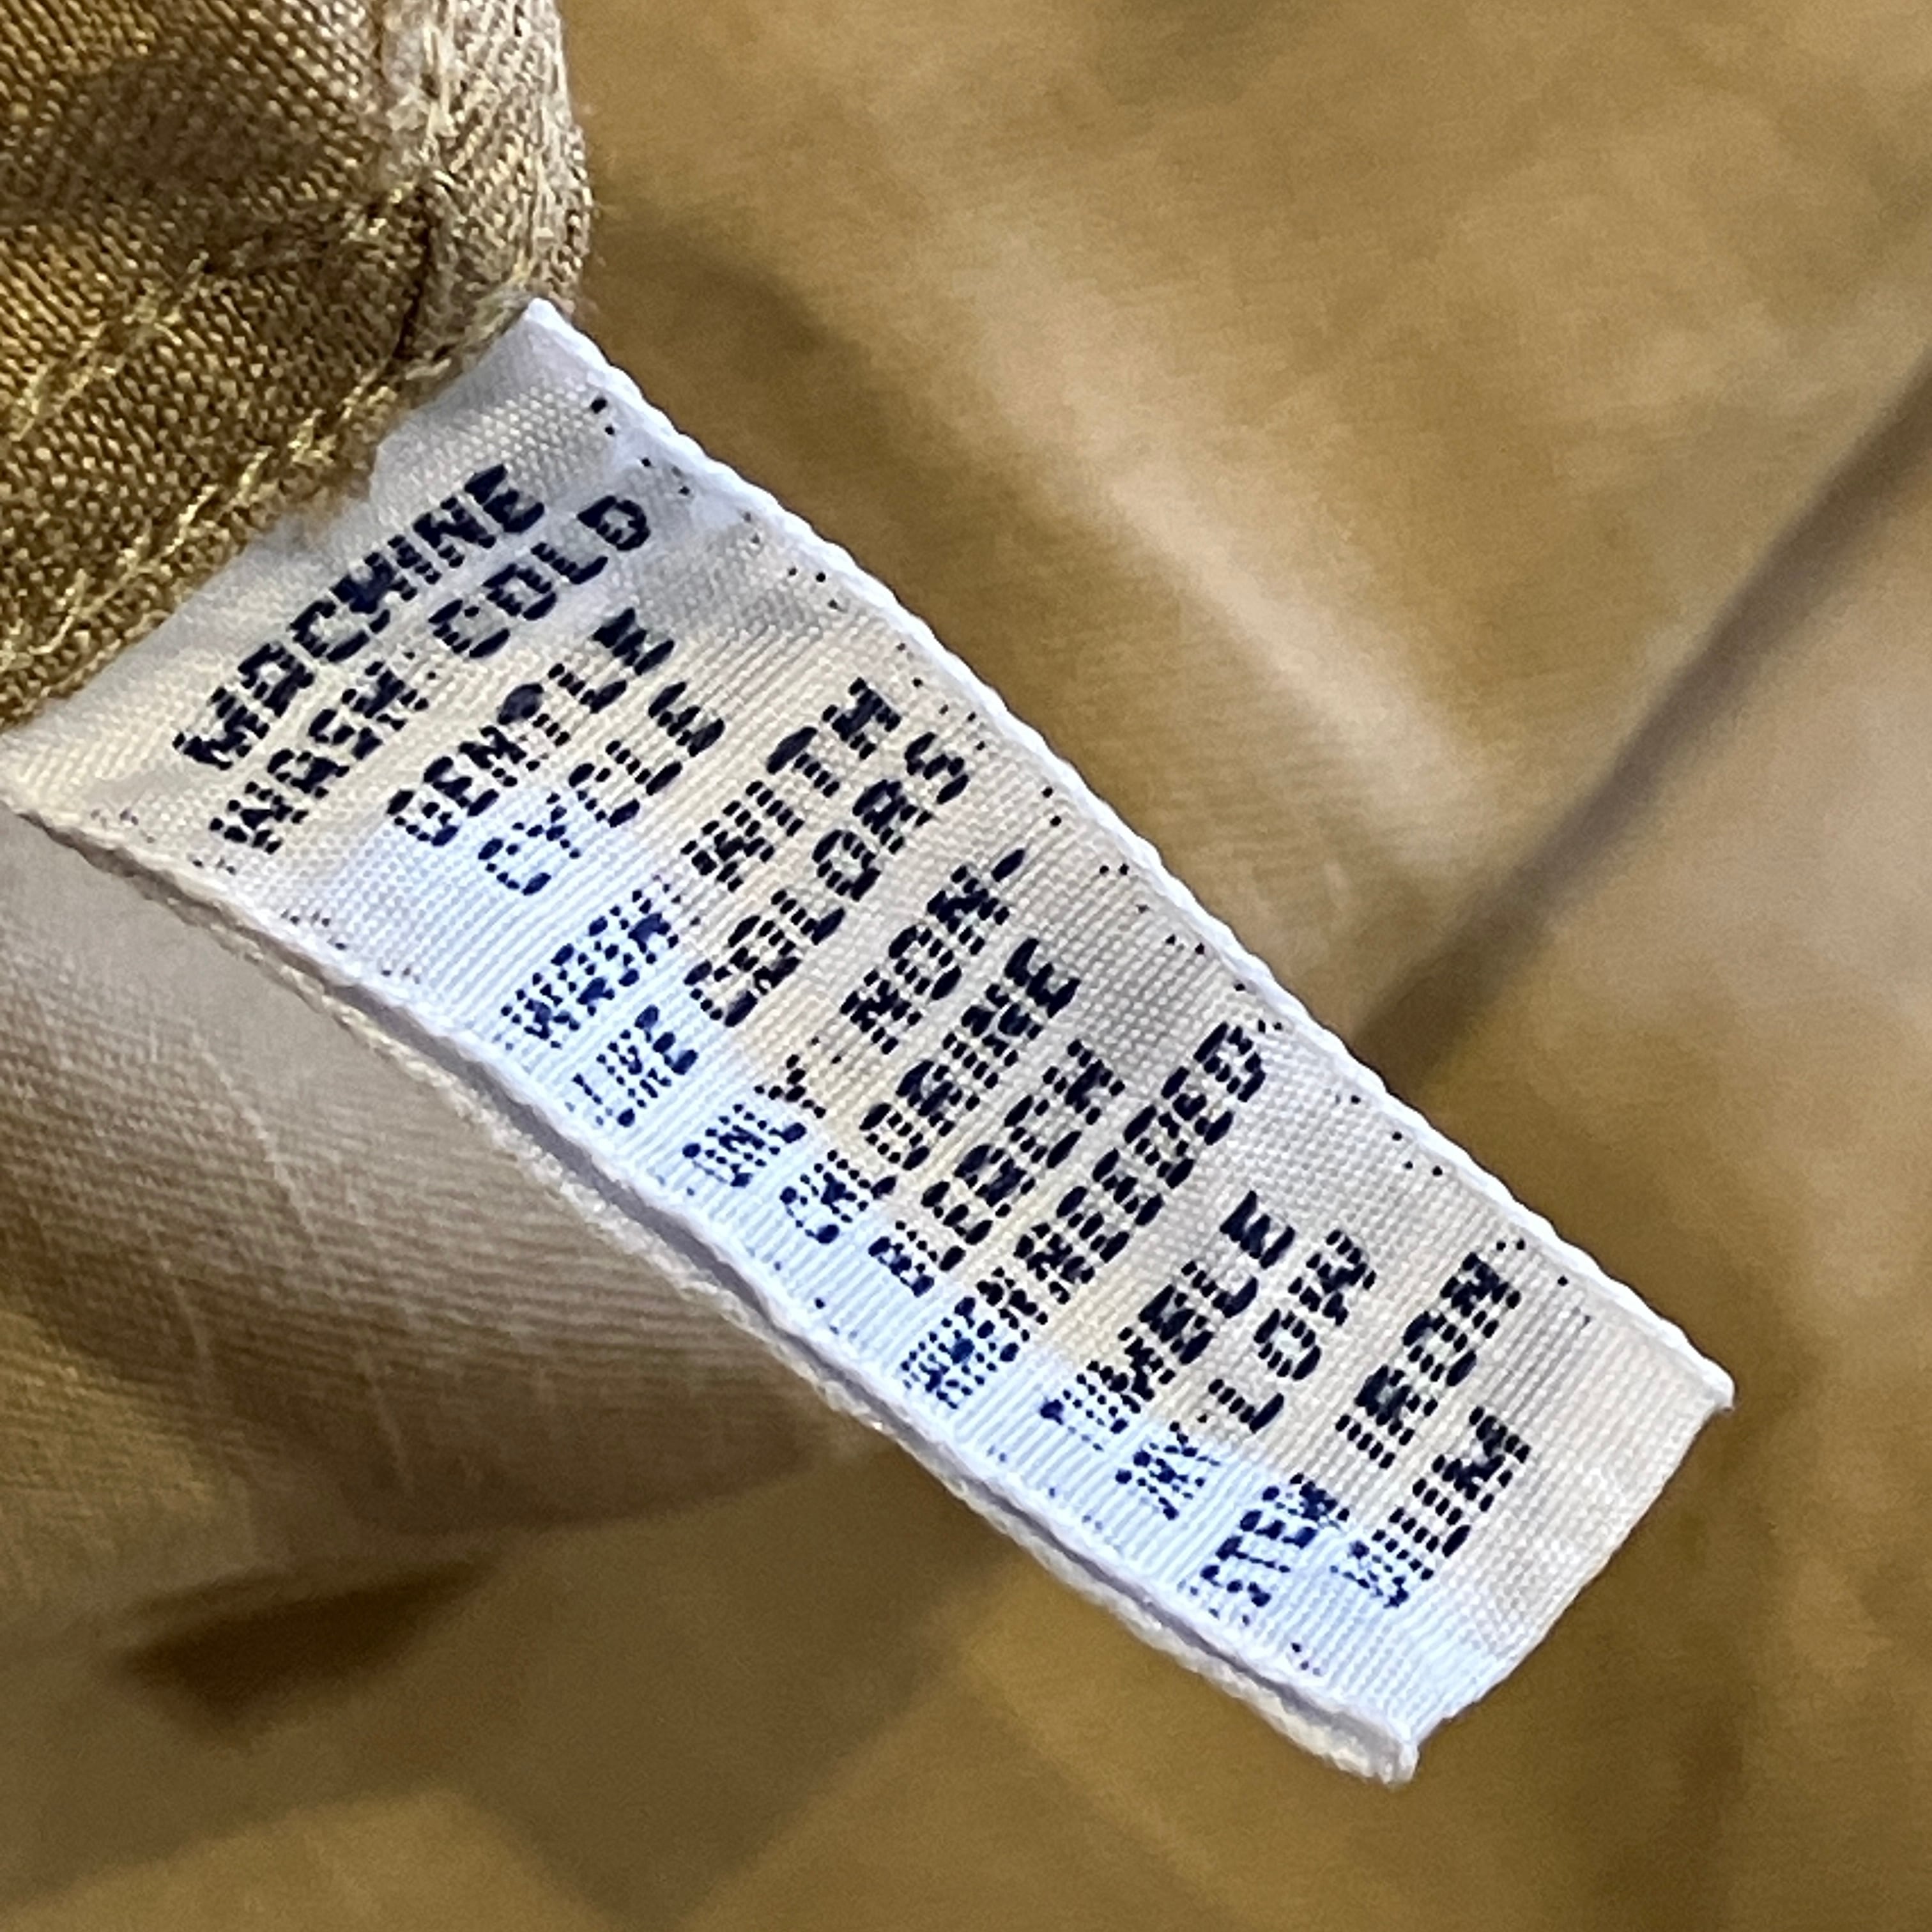 MACHINE
WASH COLD
GENTLE
CYCLE
WASH WITH
LIKE COLORS
ONLY NON-
CHLORINE
BLEACH
WHEN NEEDED
TUMBLE
DRY LOW
STEM IRON